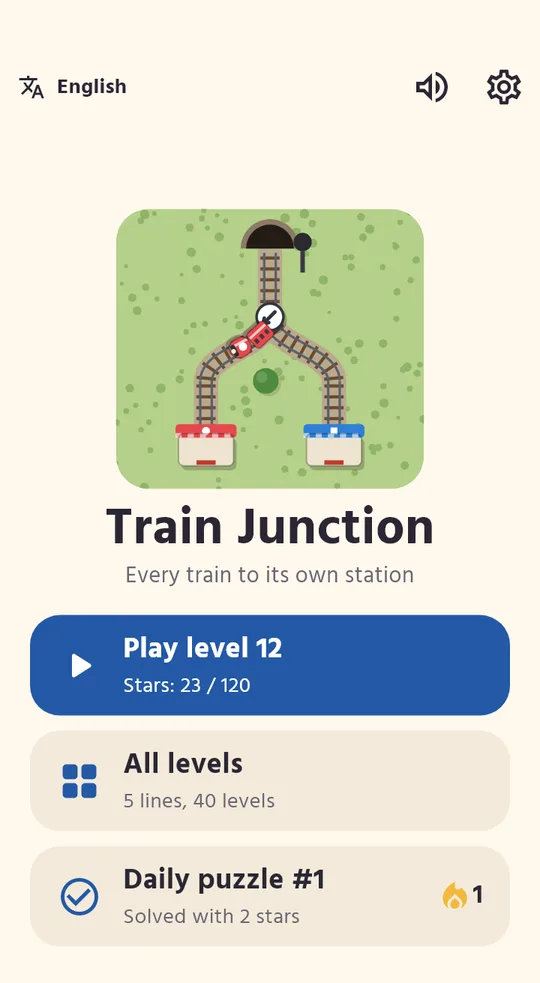 English
Train Junction
Every train to its own station
Play level 12
Stars: 23 / 120
All levels
5 lines, 40 levels
Daily puzzle #1
Solved with 2 stars
1